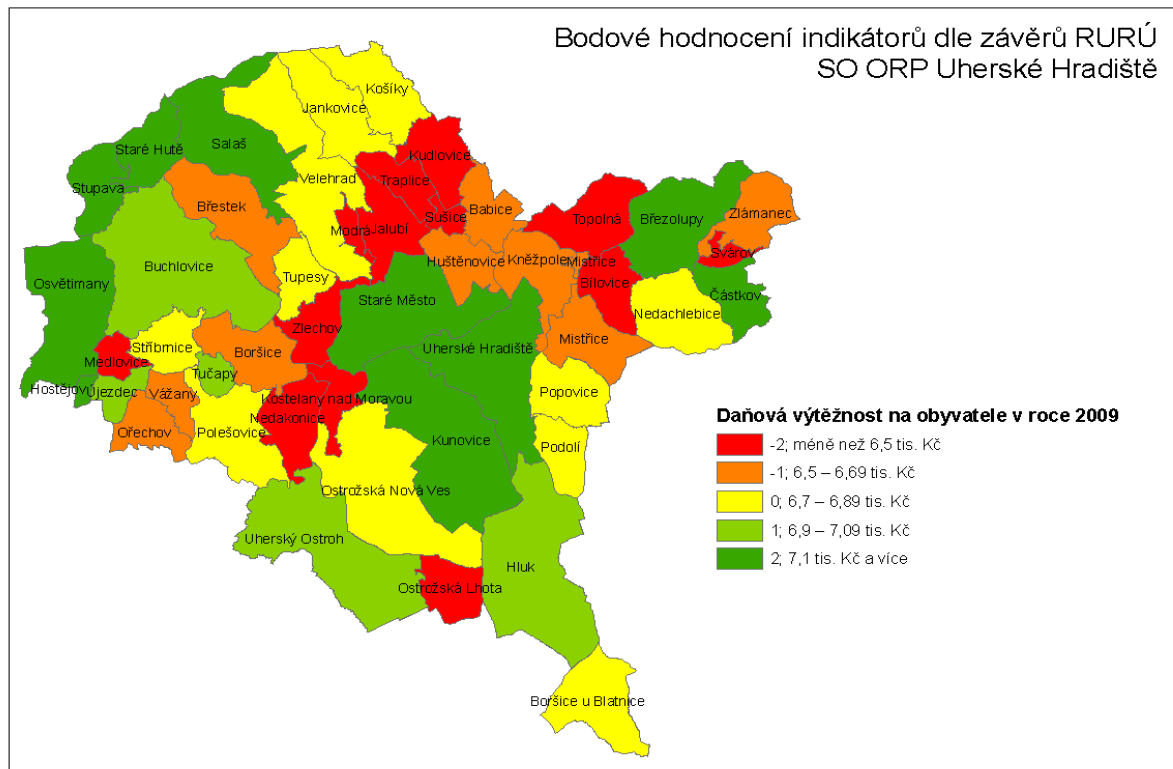 Bodové hodnocení indikátorů dle závěrů RURÚ
SO ORP Uherské Hradiště
Košíky
Jankovice
Salaš
Staré Hutě
Kudlovice
Velehrad
Traplice
Stupava
Břestek
Babice
Zlámanec
Sušice
Topolná
Březolupy
Modrá
Jalubí
Svárov
Huštěnovice
Kněžpole
Mistřice
Buchlovice
Tupesy
Bílovice
Osvětimany
Částkov
Staré Město
Nedachlebice
Zlechov
Mistřice
Stříbrnice
Uherské Hradiště
Boršice
Medlovice
Tučapy
Hostějov
Újezdec
Vážany
Popovice
Kostelany nad Moravou
Nedakonice
Ořechov
Polešovice
Kunovice
Podolí
Ostrožská Nová Ves
Uherský Ostroh
Hluk
Ostrožská Lhota
Boršice u Blatnice
Daňová výtěžnost na obyvatele v roce 2009
-2; méně než 6,5 tis. Kč
-1; 6,5 – 6,69 tis. Kč
0; 6,7 – 6,89 tis. Kč
1; 6,9 – 7,09 tis. Kč
2; 7,1 tis. Kč a více